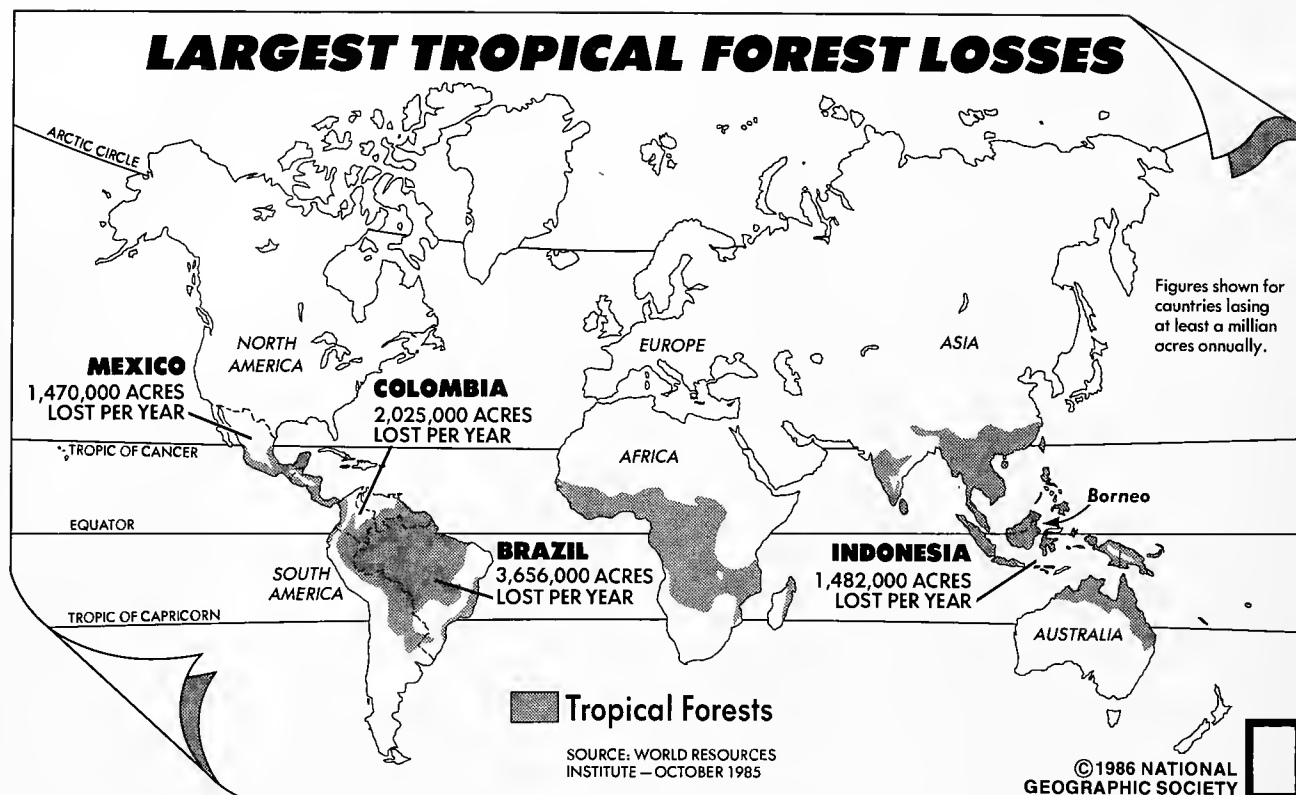 LARGEST TROPICAL FOREST LOSSES
ARCTIC CIRCLE
NORTH
AMERICA
EUROPE
ASIA
Figures shown for
cauntries lasing
at least a million
acres onnually.
MEXICO
1,470,000 ACRES
LOST PER YEAR
COLOMBIA
2,025,000 ACRES
LOST PER YEAR
TROPIC OF CANCER
AFRICA
Borneo
EQUATOR
BRAZIL
3,656,000 ACRES
LOST PER YEAR
INDONESIA
1,482,000 ACRES
LOST PER YEAR
SOUTH
AMERICA
TROPIC OF CAPRICORN
AUSTRALIA
Tropical Forests
SOURCE: WORLD RESOURCES
INSTITUTE — OCTOBER 1985
©1986 NATIONAL
GEOGRAPHIC SOCIETY